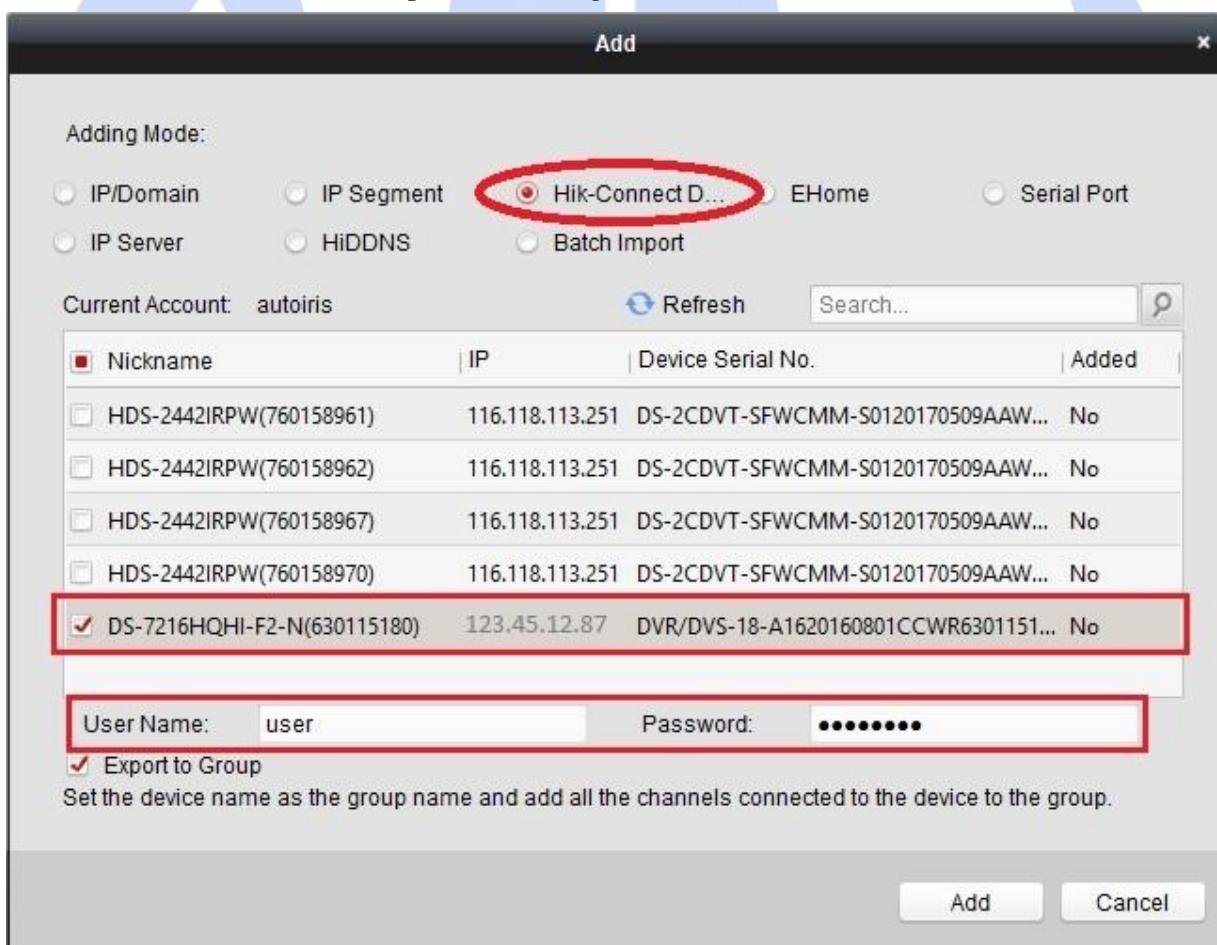 Add
Adding Mode:
IP/Domain IP Segment Hik-Connect D... EHome Serial Port
IP Server HiDDNS Batch Import
Current Account: autoiris Refresh Search...
Nickname IP Device Serial No. Added
HDS-2442IRPW(760158961) 116.118.113.251 DS-2CDVT-SFWCMM-S0120170509AAW... No
HDS-2442IRPW(760158962) 116.118.113.251 DS-2CDVT-SFWCMM-S0120170509AAW... No
HDS-2442IRPW(760158967) 116.118.113.251 DS-2CDVT-SFWCMM-S0120170509AAW... No
HDS-2442IRPW(760158970) 116.118.113.251 DS-2CDVT-SFWCMM-S0120170509AAW... No
DS-7216HQHI-F2-N(630115180) 123.45.12.87 DVR/DVS-18-A1620160801CCWR6301151... No
User Name: user Password: ●●●●●●●●
Export to Group
Set the device name as the group name and add all the channels connected to the device to the group.
Add Cancel